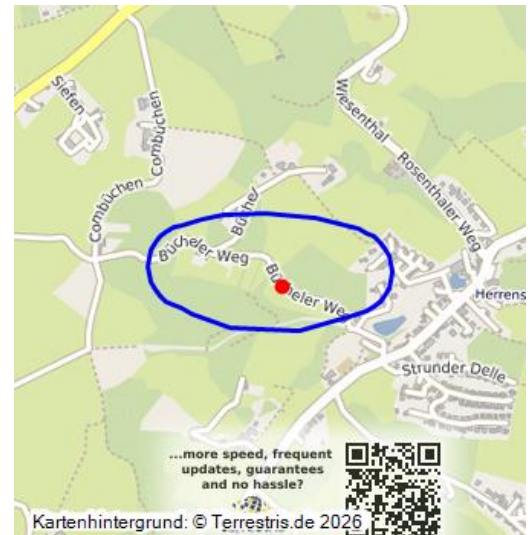 Siefen
Combüchen
Combüchen
Wiesenthal
Rosenthaler Weg
Büchel
Bücheler Weg
Bücheler Weg
Herrens
Strunder Delle
...more speed, frequent
updates, guarantees
and no hassle?
Kartenhintergrund: © Terrestris.de 2026